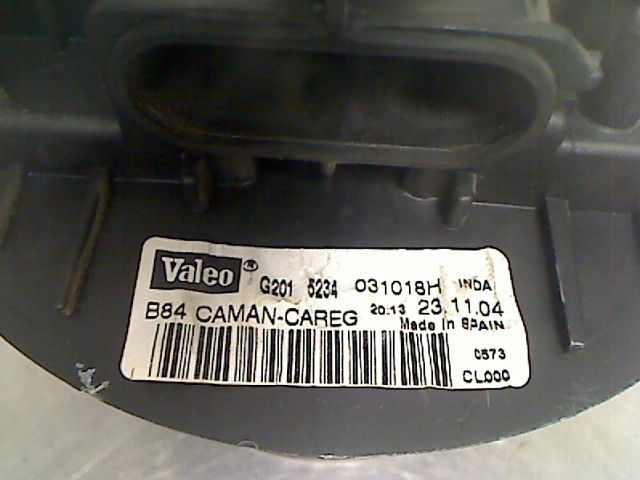 Valeo® G201 5234 031018H INDA
B84 CAMAN-CAREG 20:13 23.11.04
Made in SPAIN
0573
CL000